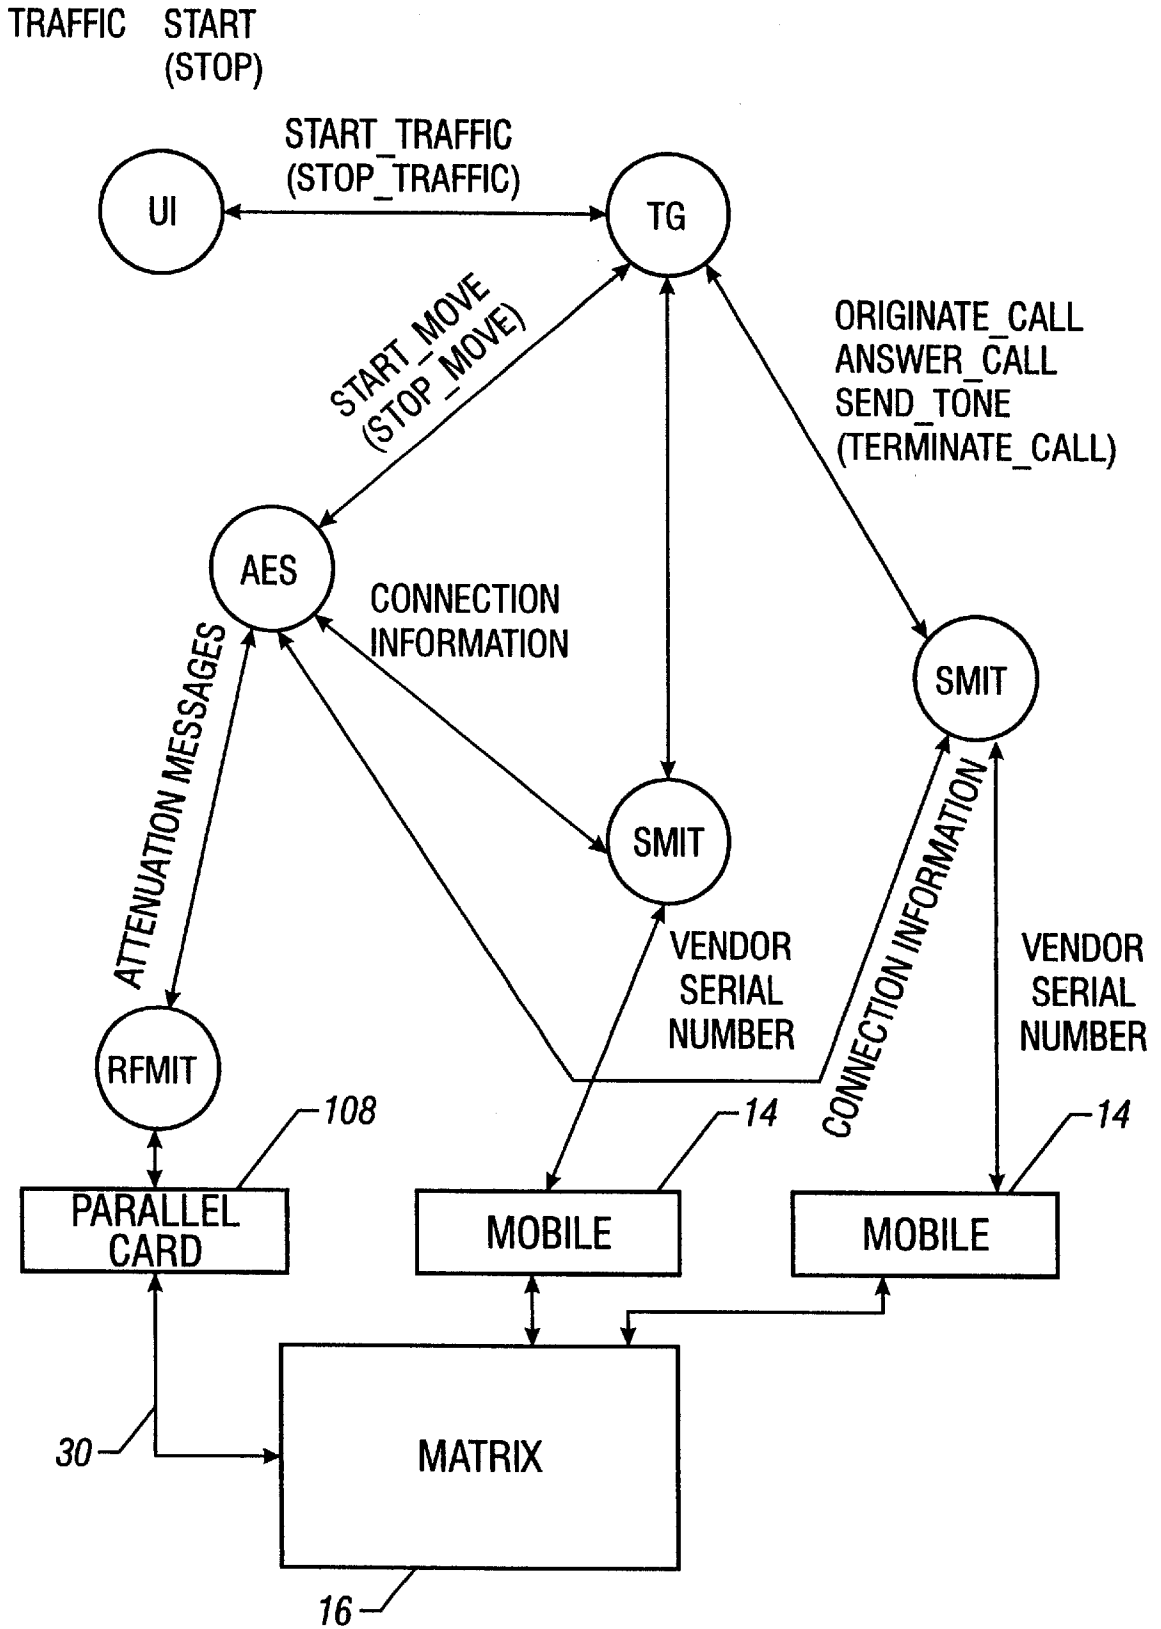 TRAFFIC START
(STOP)
START_TRAFFIC
(STOP_TRAFFIC)
UI
TG
START_MOVE
(STOP_MOVE)
ORIGINATE_CALL
ANSWER_CALL
SEND_TONE
(TERMINATE_CALL)
AES
CONNECTION
INFORMATION
SMIT
ATTENUATION MESSAGES
SMIT
CONNECTION INFORMATION
VENDOR
SERIAL
NUMBER
VENDOR
SERIAL
NUMBER
RFMIT
108
14
14
PARALLEL
CARD
MOBILE
MOBILE
30
MATRIX
16